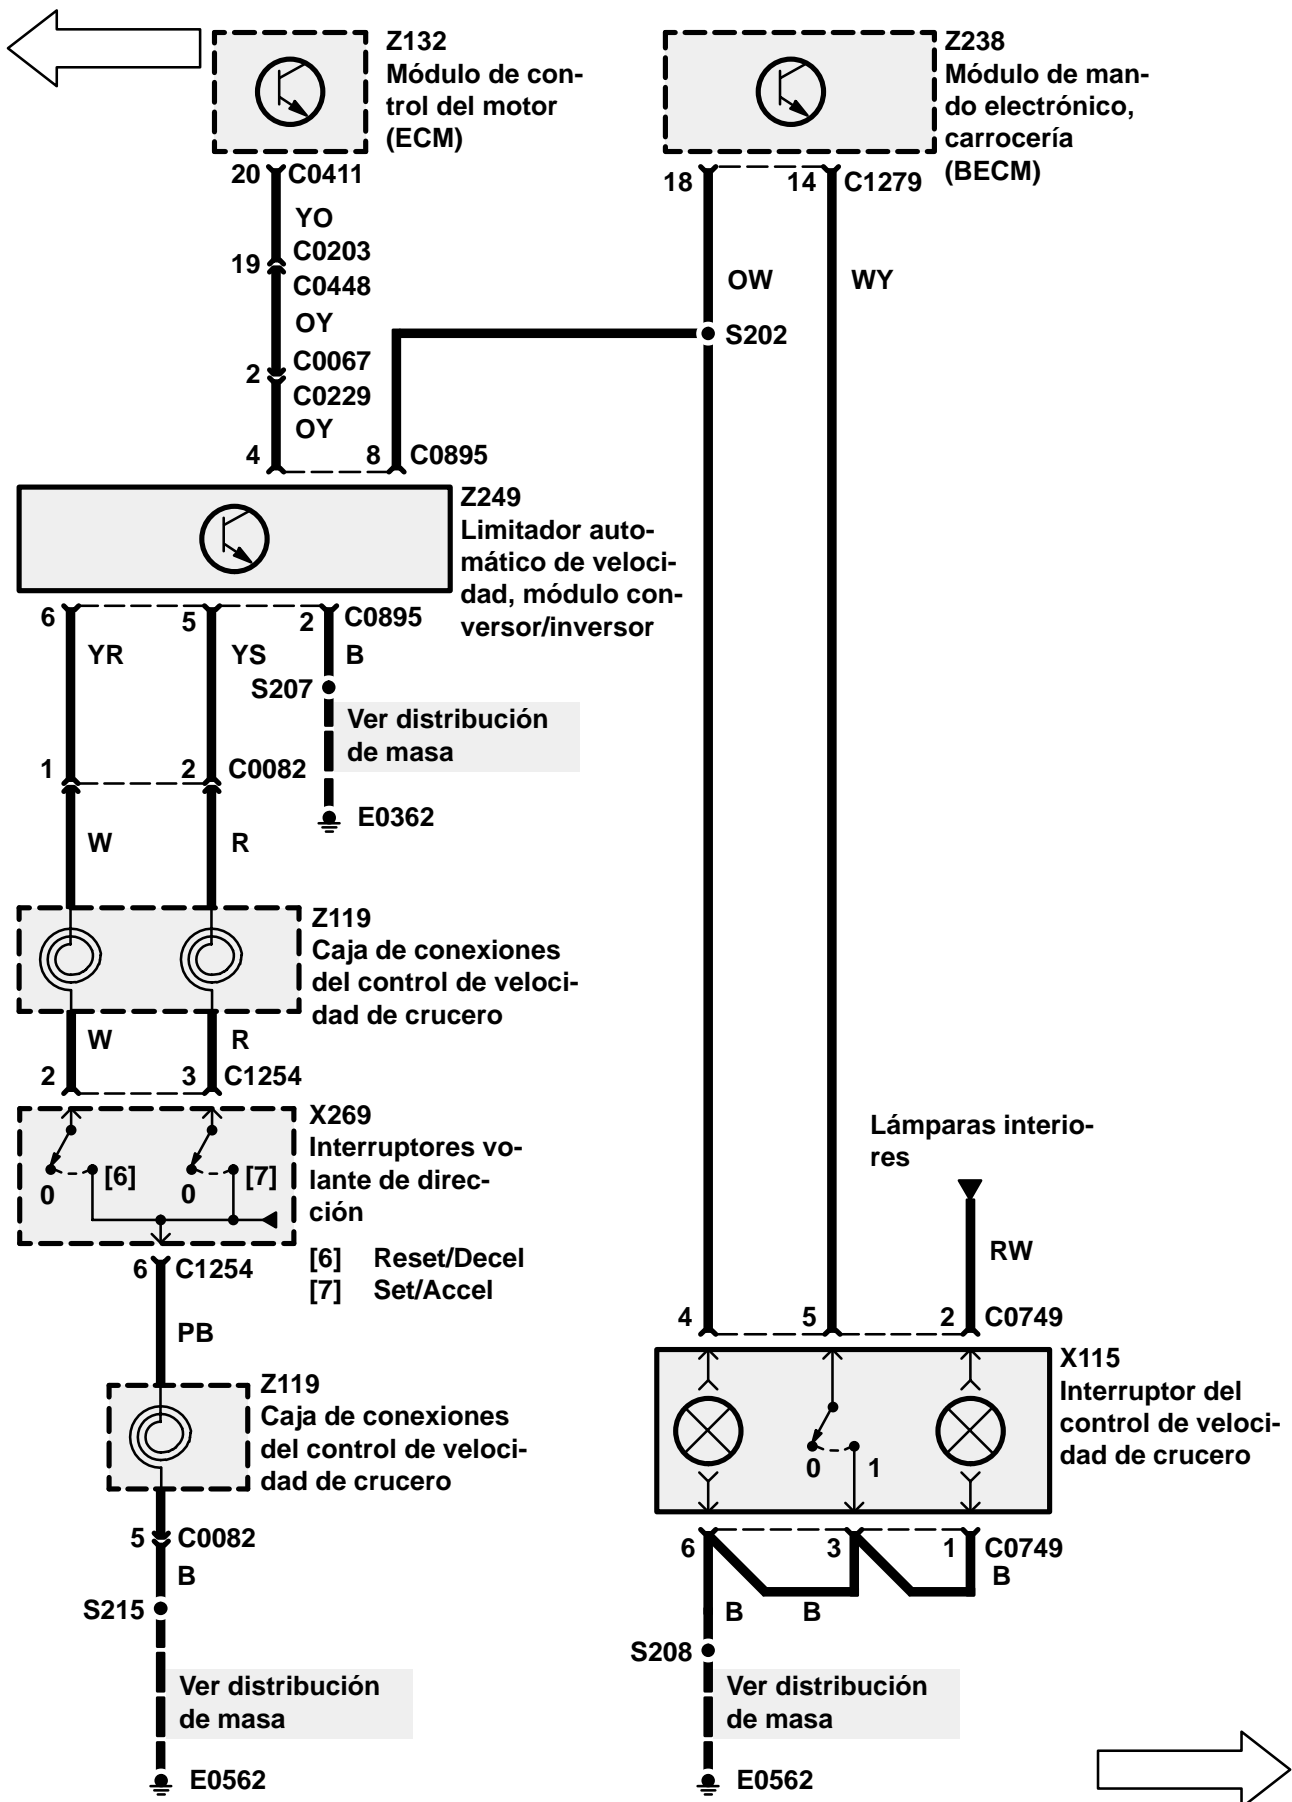 Z132
Módulo de con-
trol del motor
(ECM)
Z238
Módulo de man-
do electrónico,
carrocería
(BECM)
20 C0411
18 14 C1279
YO
19 C0203
C0448
OW WY
OY
S202
2 C0067
C0229
OY
4 8 C0895
Z249
Limitador auto-
mático de veloci-
dad, módulo con-
versor/inversor
6 5 2 C0895
YR YS B
S207
Ver distribución
de masa
1 2 C0082
E0362
W R
Z119
Caja de conexiones
del control de veloci-
dad de crucero
W R
2 3 C1254
X269
Interruptores vo-
lante de direc-
ción
0 [6] 0 [7]
[6] Reset/Decel
[7] Set/Accel
Lámparas interio-
res
6 C1254
RW
PB
4 5 2 C0749
Z119
Caja de conexiones
del control de veloci-
dad de crucero
X115
Interruptor del
control de veloci-
dad de crucero
0 1
5 C0082
6 3 1 C0749
B
B
S215
B B
S208
Ver distribución
de masa
Ver distribución
de masa
E0562
E0562